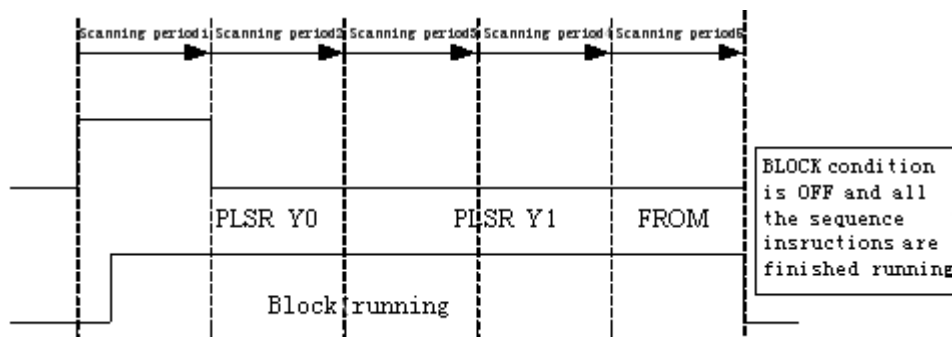 Scanning period1 Scanning period2 Scanning period3 Scanning period4 Scanning period5
BLOCK condition
is OFF and all
the sequence
insructions are
finished running
PLSR Y0 PLSR Y1 FROM
Block running